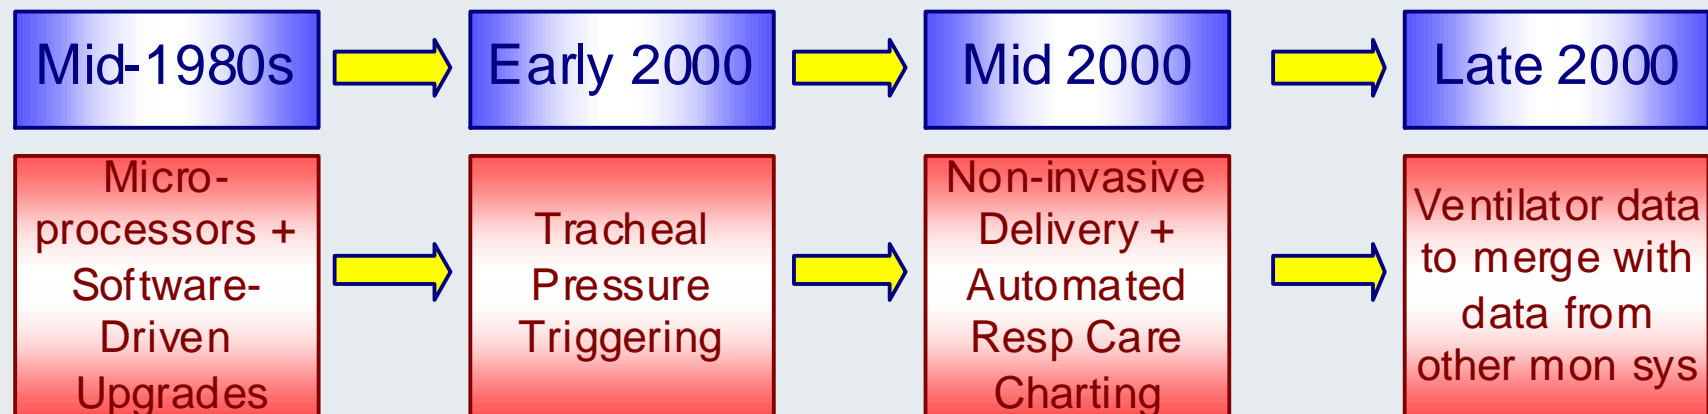 Mid-1980s
Early 2000
Mid 2000
Late 2000
Micro-
processors +
Software-
Driven
Upgrades
Tracheal
Pressure
Triggering
Non-invasive
Delivery +
Automated
Resp Care
Charting
Ventilator data
to merge with
data from
other mon sys